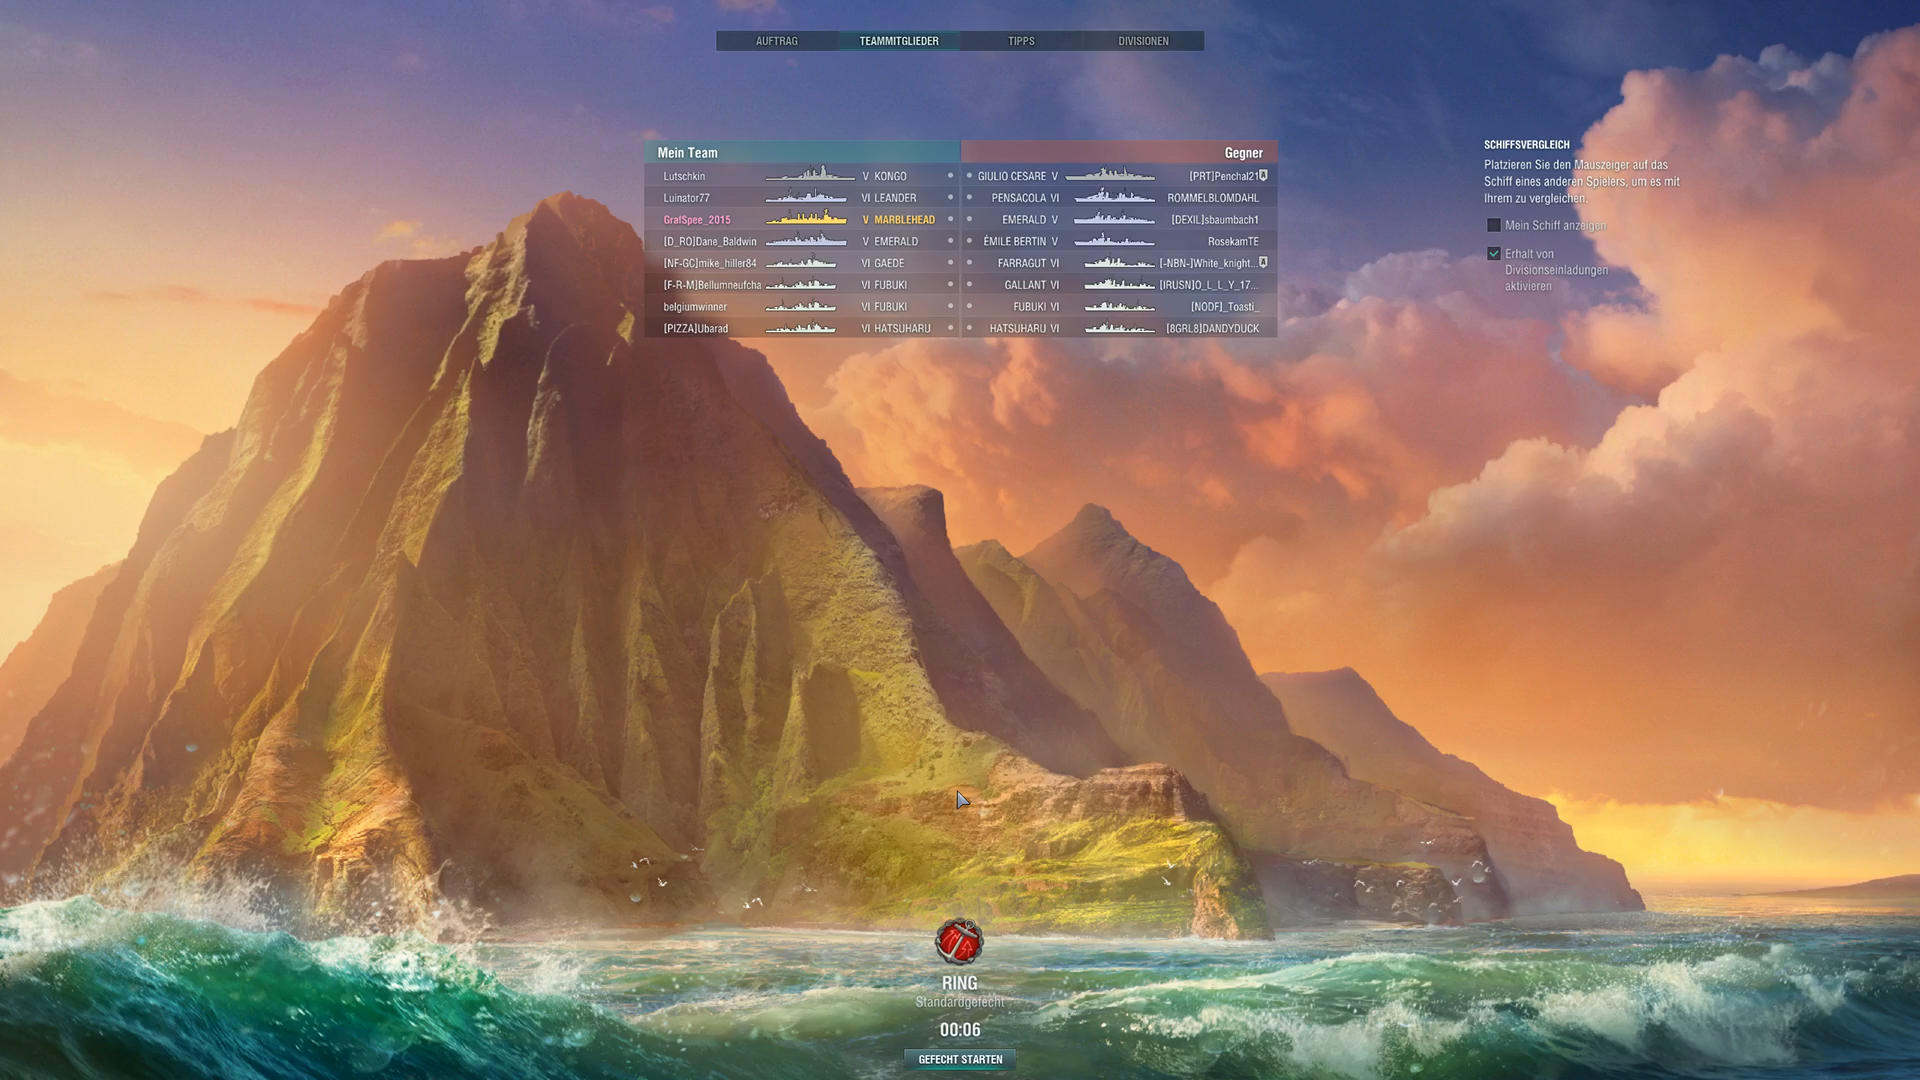 AUFTRAG TEAMMITGLIEDER TIPPS DIVISIONEN
Mein Team Gegner
Lutschkin V KONGO GIULIO CESARE V [PRT]Penchal21
Luinator77 VI LEANDER PENSACOLA VI ROMMELBLOMDAHL
GrafSpee_2015 V MARBLEHEAD EMERALD V [DEXIL]sbaumbach1
[D_RO]Dane_Baldwin V EMERALD ÉMILE BERTIN V RosekamTE
[NF-GC]mike_hiller84 VI GAEDE FARRAGUT VI [-NBN-]White_knight...
[F-R-M]Bellumneufcha VI FUBUKI GALLANT VI [IRUSN]O_L_L_Y_17...
belgiumwinner VI FUBUKI FUBUKI VI [NODF]_Toasti_
[PIZZA]Ubarad VI HATSUHARU HATSUHARU VI [8GRL8]DANDYDUCK
SCHIFFSVERGLEICH
Platzieren Sie den Mauszeiger auf das
Schiff eines anderen Spielers, um es mit
Ihrem zu vergleichen.
Mein Schiff anzeigen
Erhalt von
Divisionseinladungen
aktivieren
RING
Standardgefecht
00:06
GEFECHT STARTEN